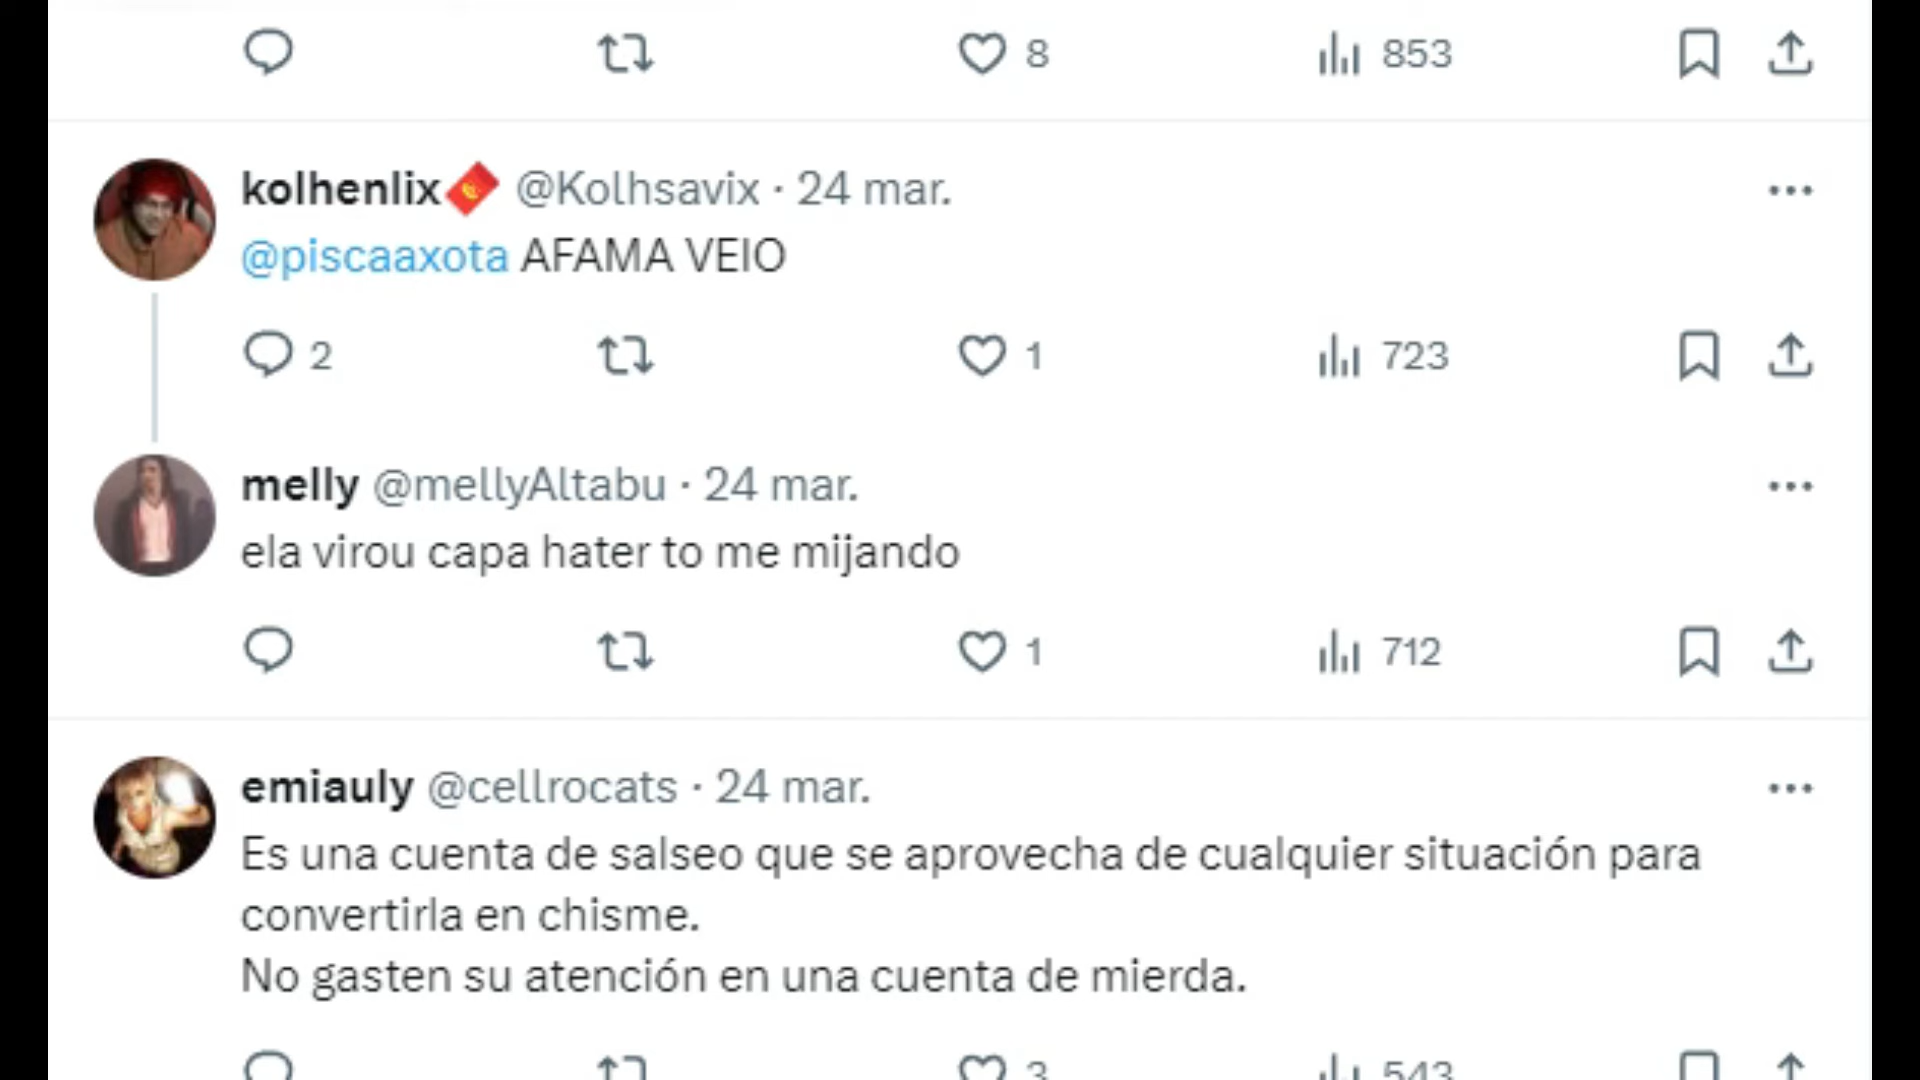 8 853
kolhenlix @Kolhsavix · 24 mar.
@piscaaxota AFAMA VEIO
2 1 723
melly @mellyAltabu · 24 mar.
ela virou capa hater to me mijando
1 712
emiauly @cellrocats · 24 mar.
Es una cuenta de salseo que se aprovecha de cualquier situación para
convertirla en chisme.
No gasten su atención en una cuenta de mierda.
3 543